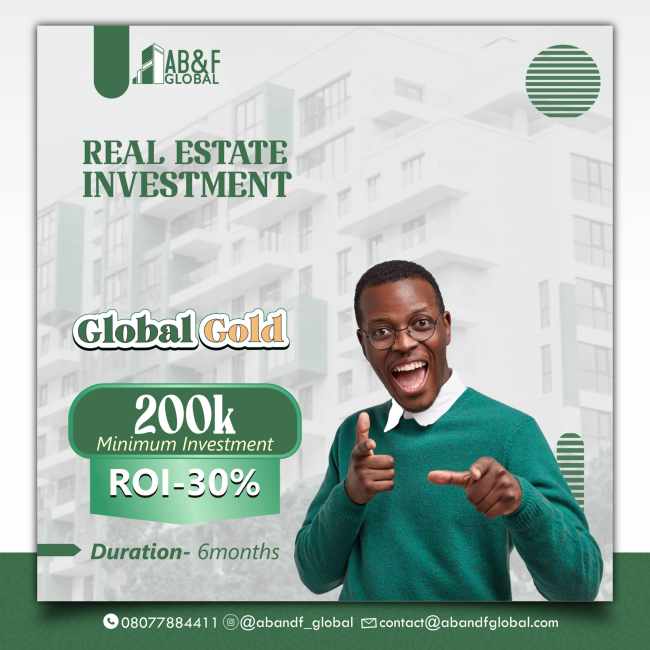 AB&F
GLOBAL
REAL ESTATE
INVESTMENT
Global Gold
200k
Minimum Investment
ROI-30%
Duration- 6months
08077884411 @abandf_global contact@abandfglobal.com